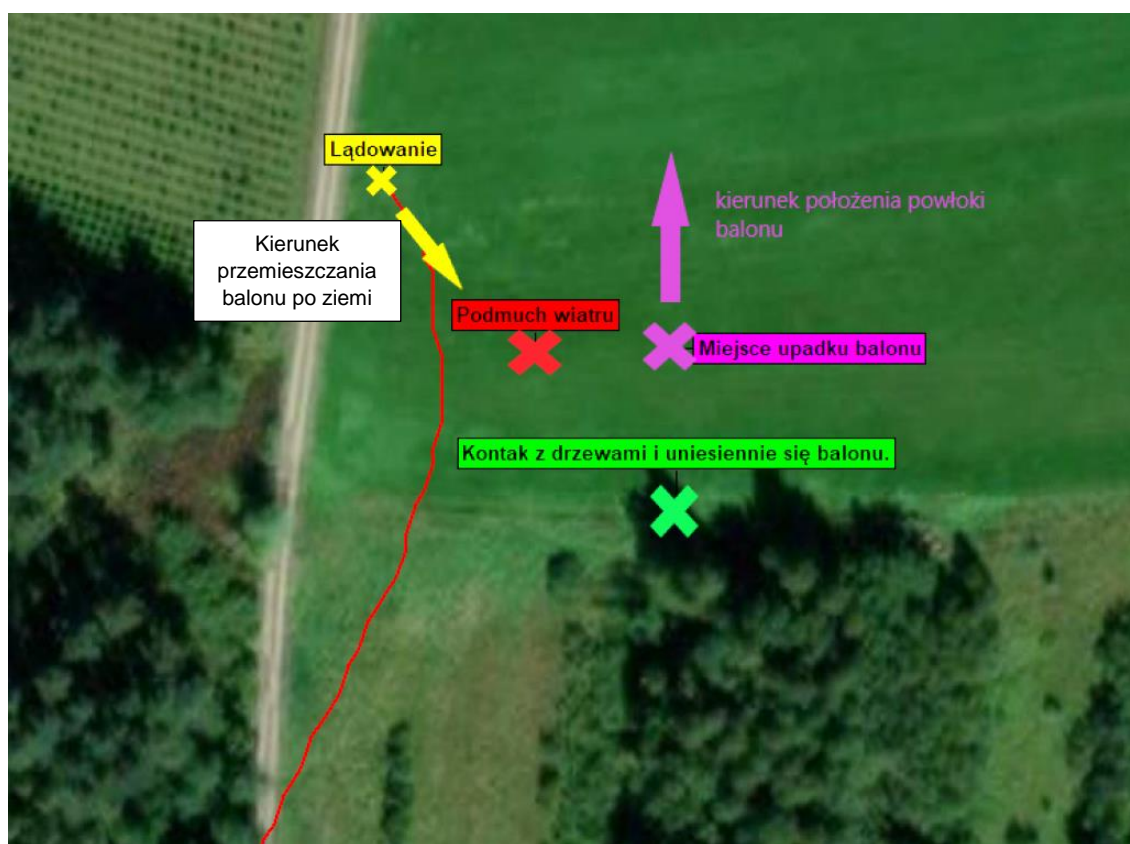 Lądowanie
kierunek położenia powłoki
balonu
Kierunek
przemieszczania
balonu po ziemi
Podmuch wiatru
Miejsce upadku balonu
Kontak z drzewami i uniesiennie się balonu.